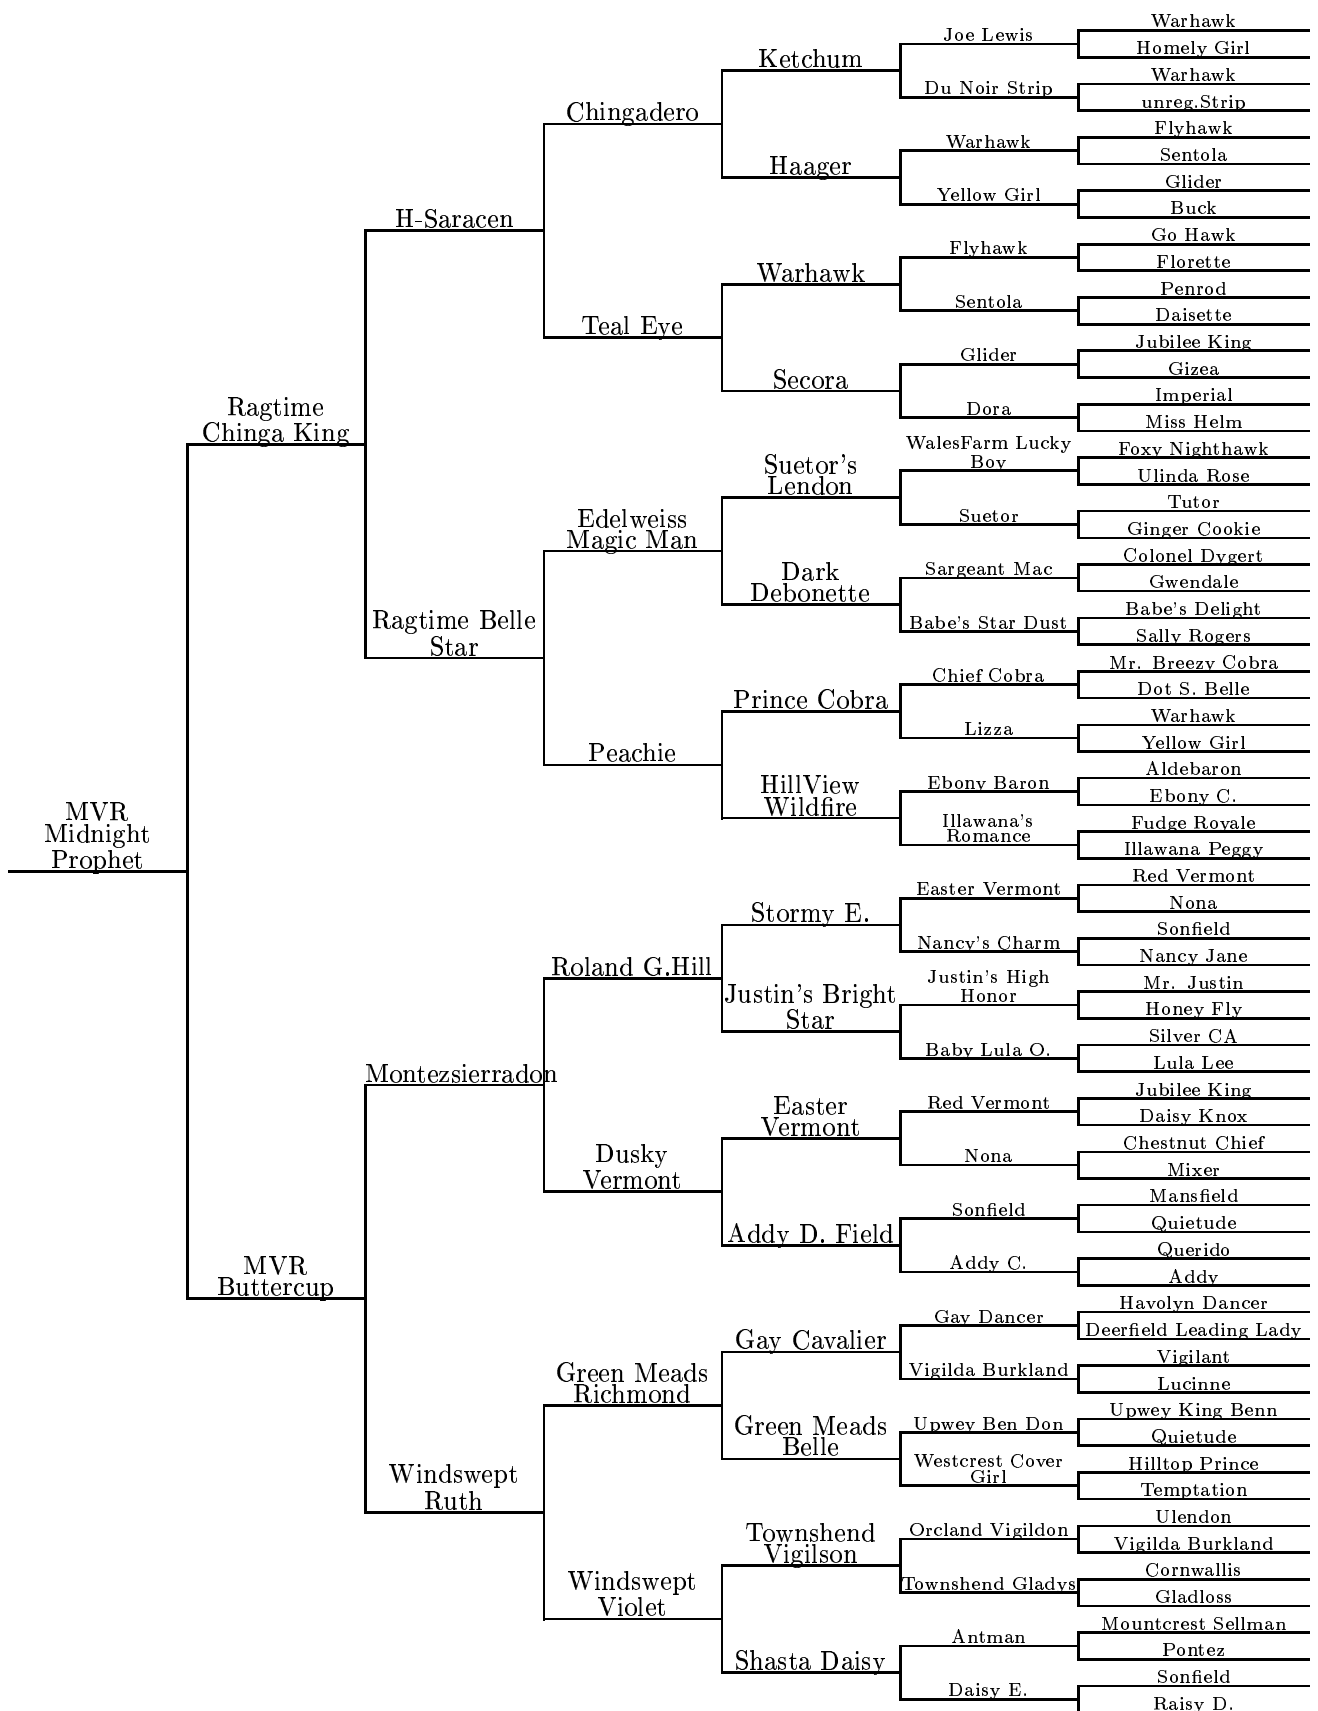 Warhawk
Joe Lewis
Homely Girl
Ketchum
Warhawk
Du Noir Strip
unreg.Strip
Chingadero
Flyhawk
Warhawk
Sentola
Haager
Glider
Yellow Girl
Buck
H-Saracen
Go Hawk
Flyhawk
Florette
Warhawk
Penrod
Sentola
Daisette
Teal Eye
Jubilee King
Glider
Gizea
Secora
Imperial
Dora
Miss Helm
Ragtime
Chinga King
WalesFarm Lucky
Boy
Foxy Nighthawk
Ulinda Rose
Suetor's
Lendon
Tutor
Suetor
Ginger Cookie
Edelweiss
Magic Man
Colonel Dygert
Sargeant Mac
Gwendale
Dark
Debonette
Babe's Delight
Babe's Star Dust
Sally Rogers
Ragtime Belle
Star
Mr. Breezy Cobra
Chief Cobra
Dot S. Belle
Prince Cobra
Warhawk
Lizza
Yellow Girl
Peachie
Aldebaron
Ebony Baron
Ebony C.
HillView
Wildfire
Illawana's
Romance
Fudge Royale
Illawana Peggy
MVR
Midnight
Prophet
Red Vermont
Easter Vermont
Nona
Stormy E.
Sonfield
Nancy's Charm
Nancy Jane
Roland G.Hill
Justin's High
Honor
Mr. Justin
Honey Fly
Justin's Bright
Star
Silver CA
Baby Lula O.
Lula Lee
Montezsierradon
Jubilee King
Red Vermont
Daisy Knox
Easter
Vermont
Chestnut Chief
Nona
Mixer
Dusky
Vermont
Mansfield
Sonfield
Quietude
Addy D. Field
Querido
Addy C.
Addy
MVR
Buttercup
Havolyn Dancer
Gay Dancer
Deerfield Leading Lady
Gay Cavalier
Vigilant
Vigilda Burkland
Lucinne
Green Meads
Richmond
Upwey King Benn
Upwey Ben Don
Quietude
Green Meads
Belle
Westcrest Cover
Girl
Hilltop Prince
Temptation
Windswept
Ruth
Ulendon
Orcland Vigildon
Vigilda Burkland
Townshend
Vigilson
Cornwallis
Townshend Gladys
Gladloss
Windswept
Violet
Mountcrest Sellman
Antman
Pontez
Shasta Daisy
Sonfield
Daisy E.
Raisy D.